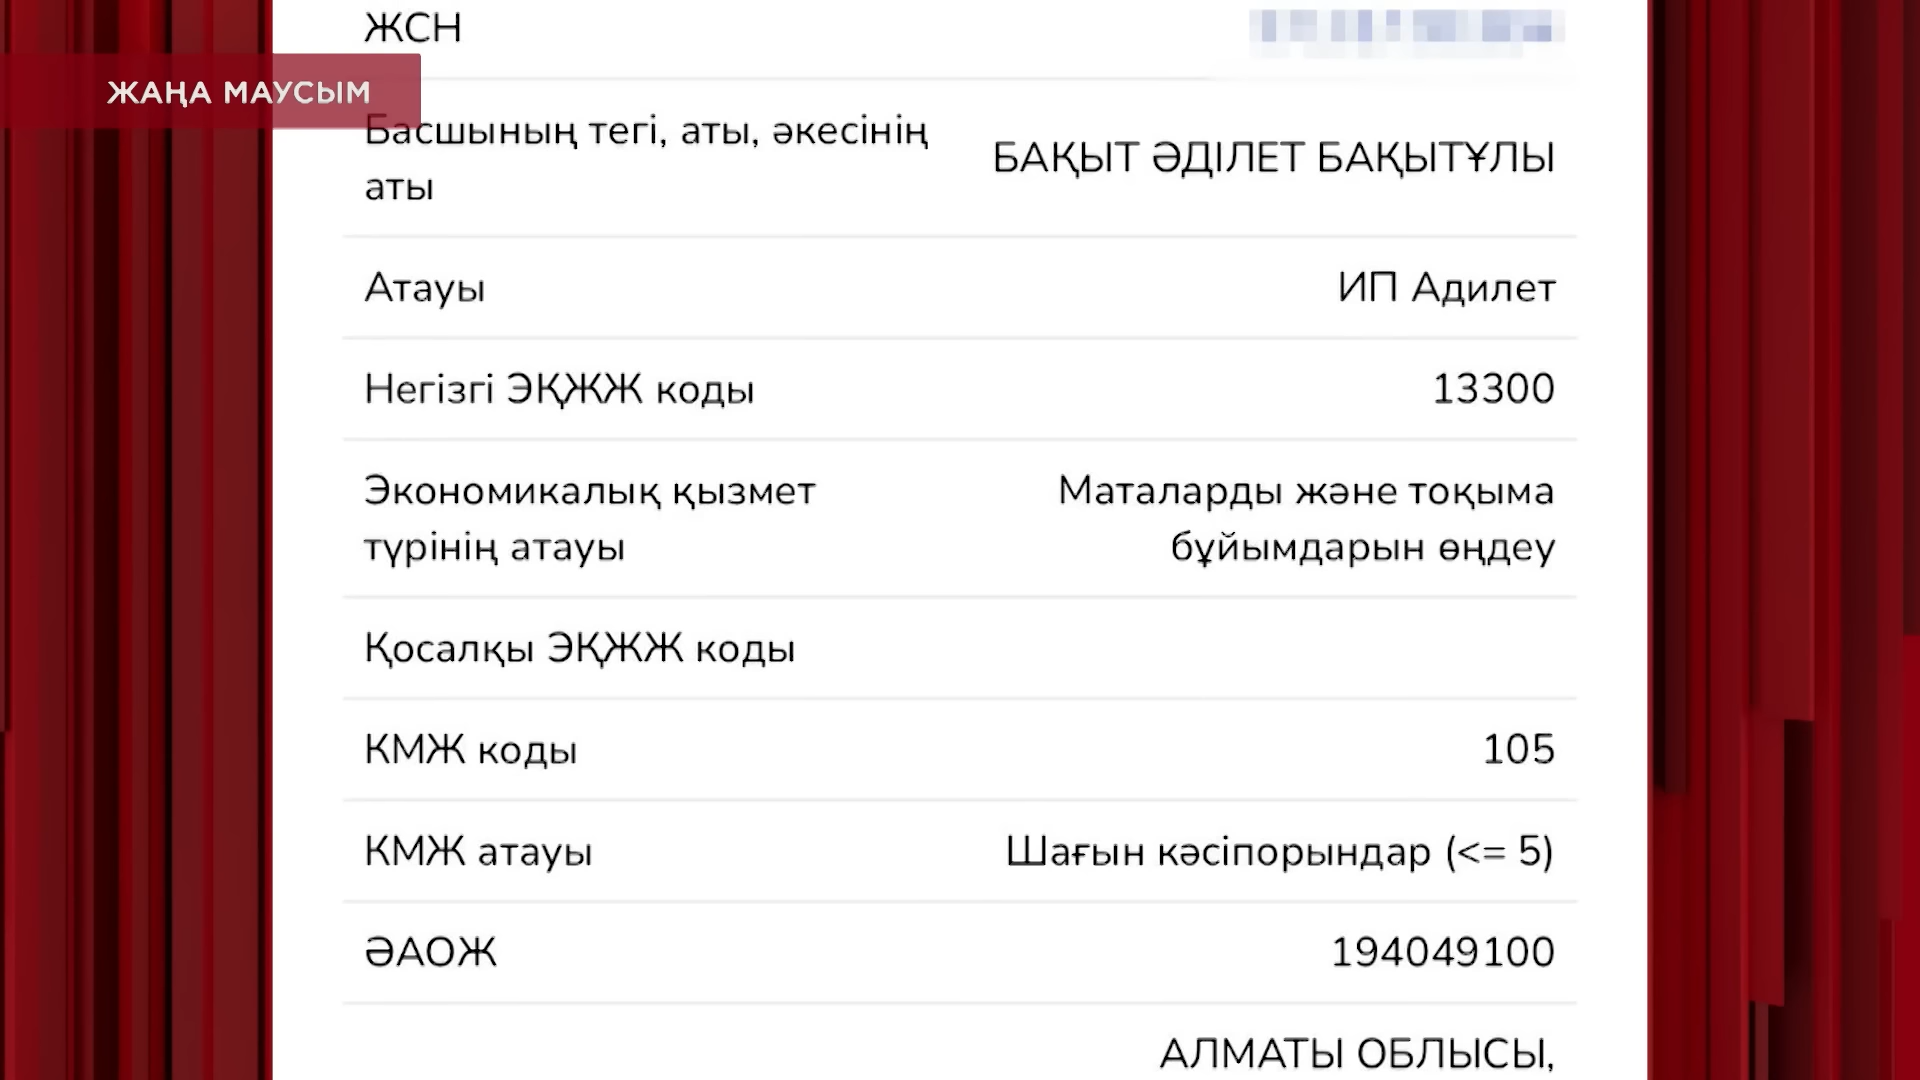 ЖСН
ЖАҢА МАУСЫМ
Басшының тегі, аты, әкесінің
аты
БАҚЫТ ӘДІЛЕТ БАҚЫТҰЛЫ
Атауы
ИП Адилет
Негізгі ЭҚЖЖ коды
13300
Экономикалық қызмет
түрінің атауы
Маталарды және тоқыма
бұйымдарын өңдеу
Қосалқы ЭҚЖЖ коды
КМЖ коды
105
КМЖ атауы
Шағын кәсіпорындар (<= 5)
ӘАОЖ
194049100
АЛМАТЫ ОБЛЫСЫ,